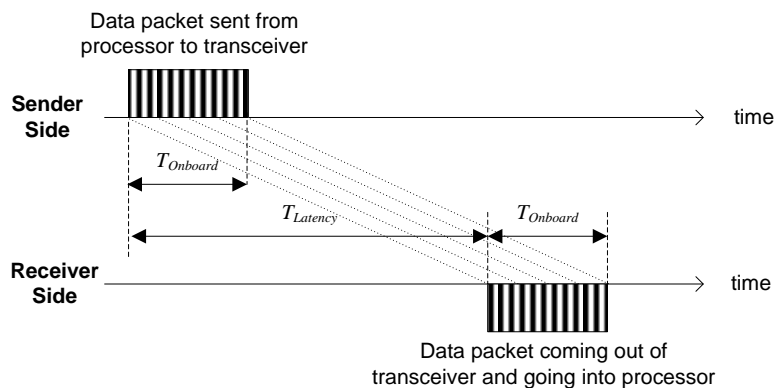 Data packet sent from
processor to transceiver
Sender
Side
time
T_Onboard
T_Latency
T_Onboard
Receiver
Side
time
Data packet coming out of
transceiver and going into processor